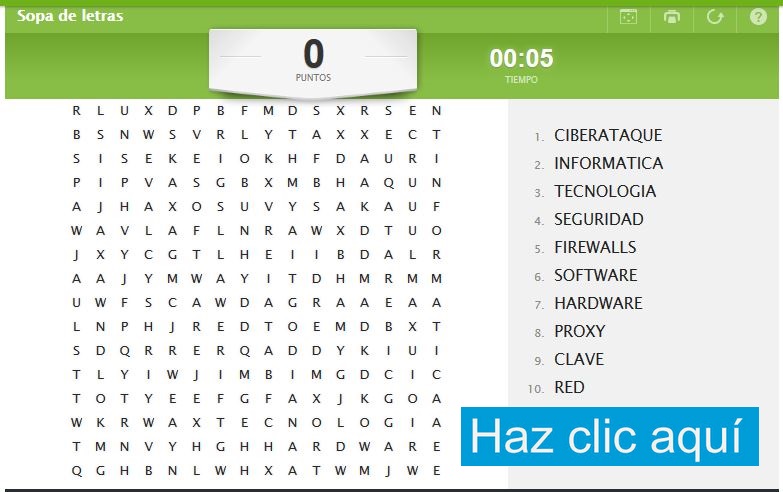 Sopa de letras
0
PUNTOS
00:05
TIEMPO
R L U X D P B F M D S X R S E N
B S N W S V R L Y T A X X E C T
S I S E K E I O K H F D A U R I
P I P V A S G B X M B H A Q U N
A J H A X O S U V Y S A K A U F
W A V L A F L N R A W X D T U O
J X Y C G T L H E I I B D A L R
A A J Y M W A Y I T D H M R M M
U W F S C A W D A G R A A E A A
L N P H J R E D T O E M D B X T
S D Q R R E R Q A D D Y K I U I
T L Y I W J I M B I M G D C I C
T O T Y E E F G F A X J K G O A
W K R W A X T E C N O L O G I A
T M N V Y H G H H A R D W A R E
Q G H B N L W H X A T W M J W E
1. CIBERATAQUE
2. INFORMATICA
3. TECNOLOGIA
4. SEGURIDAD
5. FIREWALLS
6. SOFTWARE
7. HARDWARE
8. PROXY
9. CLAVE
10. RED
Haz clic aquí